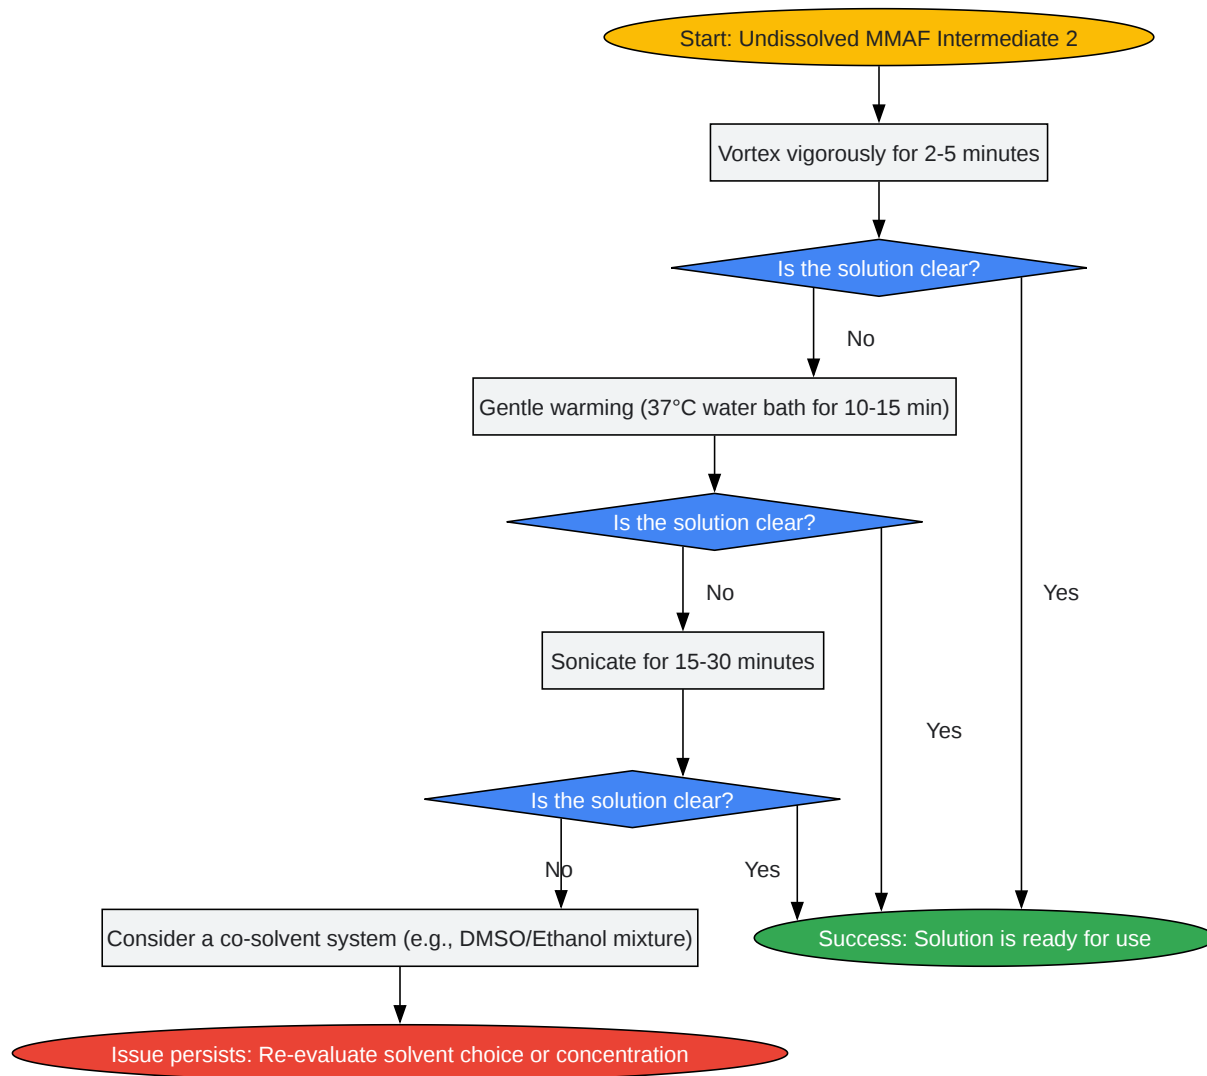 Start: Undissolved MMAF Intermediate 2
Vortex vigorously for 2-5 minutes
Is the solution clear?
No
Gentle warming (37°C water bath for 10-15 min)
Is the solution clear?
No
Yes
Sonicate for 15-30 minutes
Yes
Is the solution clear?
No
Yes
Consider a co-solvent system (e.g., DMSO/Ethanol mixture)
Success: Solution is ready for use
Issue persists: Re-evaluate solvent choice or concentration